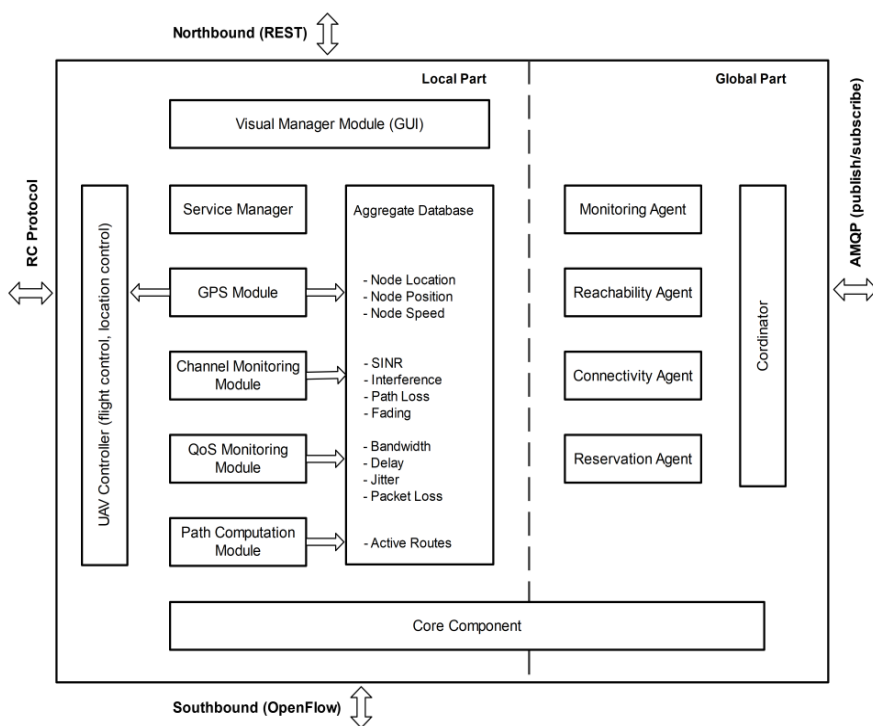 Northbound (REST)
Local Part
Global Part
Visual Manager Module (GUI)
RC Protocol
UAV Controller (flight control, location control)
Service Manager
GPS Module
Channel Monitoring
Module
QoS Monitoring
Module
Path Computation
Module
Aggregate Database
- Node Location
- Node Position
- Node Speed
- SINR
- Interference
- Path Loss
- Fading
- Bandwidth
- Delay
- Jitter
- Packet Loss
- Active Routes
Monitoring Agent
Reachability Agent
Connectivity Agent
Reservation Agent
Cordinator
AMQP (publish/subscribe)
Core Component
Southbound (OpenFlow)